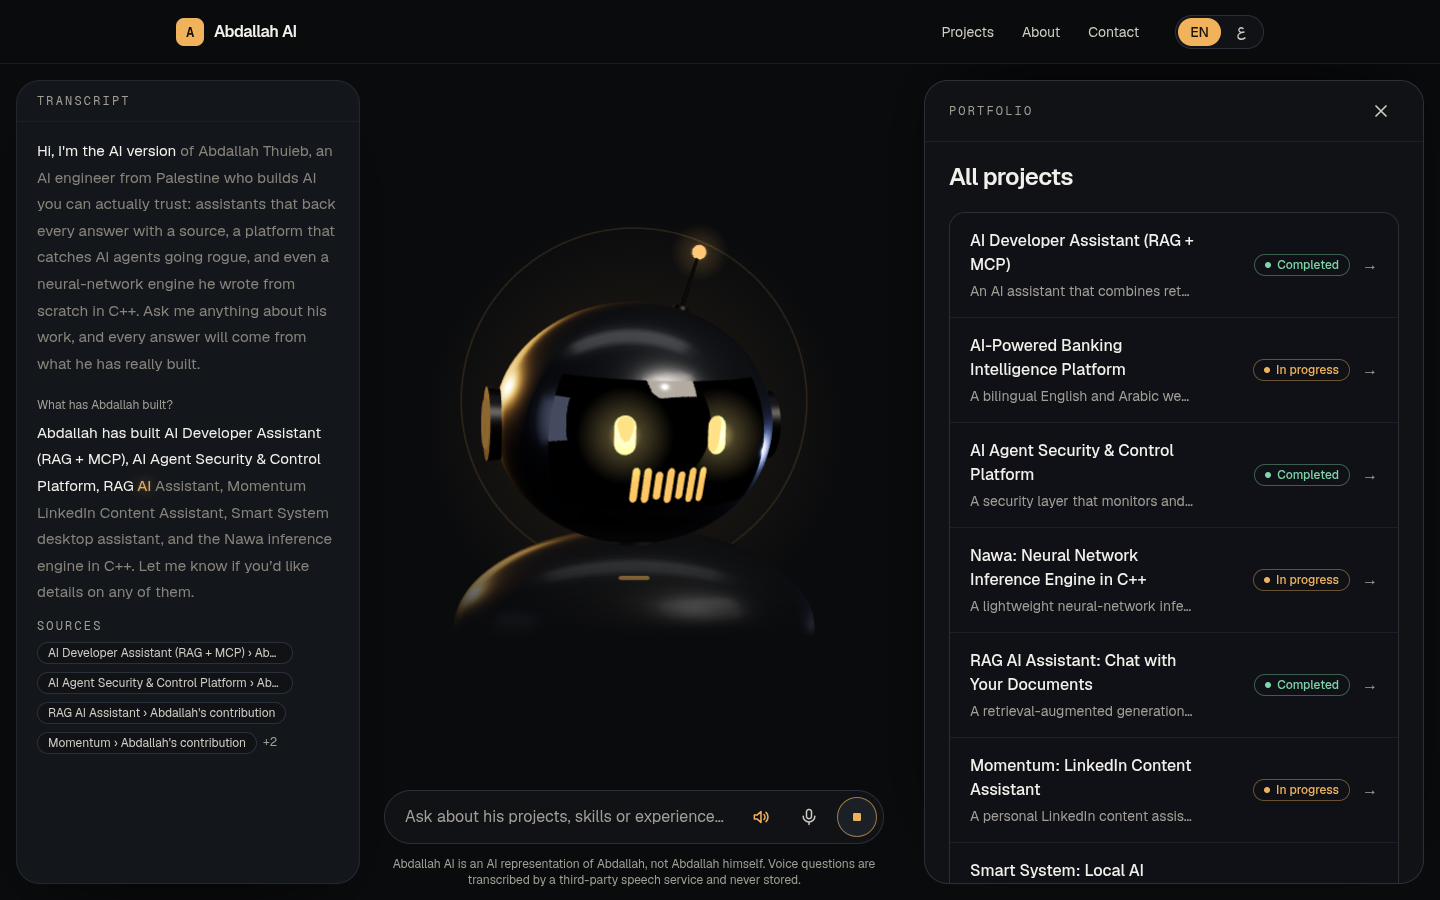 A Abdallah AI
Projects About Contact EN ع
TRANSCRIPT
Hi, I'm the AI version of Abdallah Thuieb, an
AI engineer from Palestine who builds AI
you can actually trust: assistants that back
every answer with a source, a platform that
catches AI agents going rogue, and even a
neural-network engine he wrote from
scratch in C++. Ask me anything about his
work, and every answer will come from
what he has really built.
What has Abdallah built?
Abdallah has built AI Developer Assistant
(RAG + MCP), AI Agent Security & Control
Platform, RAG AI Assistant, Momentum
LinkedIn Content Assistant, Smart System
desktop assistant, and the Nawa inference
engine in C++. Let me know if you'd like
details on any of them.
SOURCES
AI Developer Assistant (RAG + MCP) › Ab...
AI Agent Security & Control Platform › Ab...
RAG AI Assistant › Abdallah's contribution
Momentum › Abdallah's contribution +2
Ask about his projects, skills or experience...
Abdallah AI is an AI representation of Abdallah, not Abdallah himself. Voice questions are
transcribed by a third-party speech service and never stored.
PORTFOLIO
All projects
AI Developer Assistant (RAG +
MCP)
An AI assistant that combines ret...
Completed →
AI-Powered Banking
Intelligence Platform
A bilingual English and Arabic we...
In progress →
AI Agent Security & Control
Platform
A security layer that monitors and...
Completed →
Nawa: Neural Network
Inference Engine in C++
A lightweight neural-network infe...
In progress →
RAG AI Assistant: Chat with
Your Documents
A retrieval-augmented generation...
Completed →
Momentum: LinkedIn Content
Assistant
A personal LinkedIn content assis...
In progress →
Smart System: Local AI